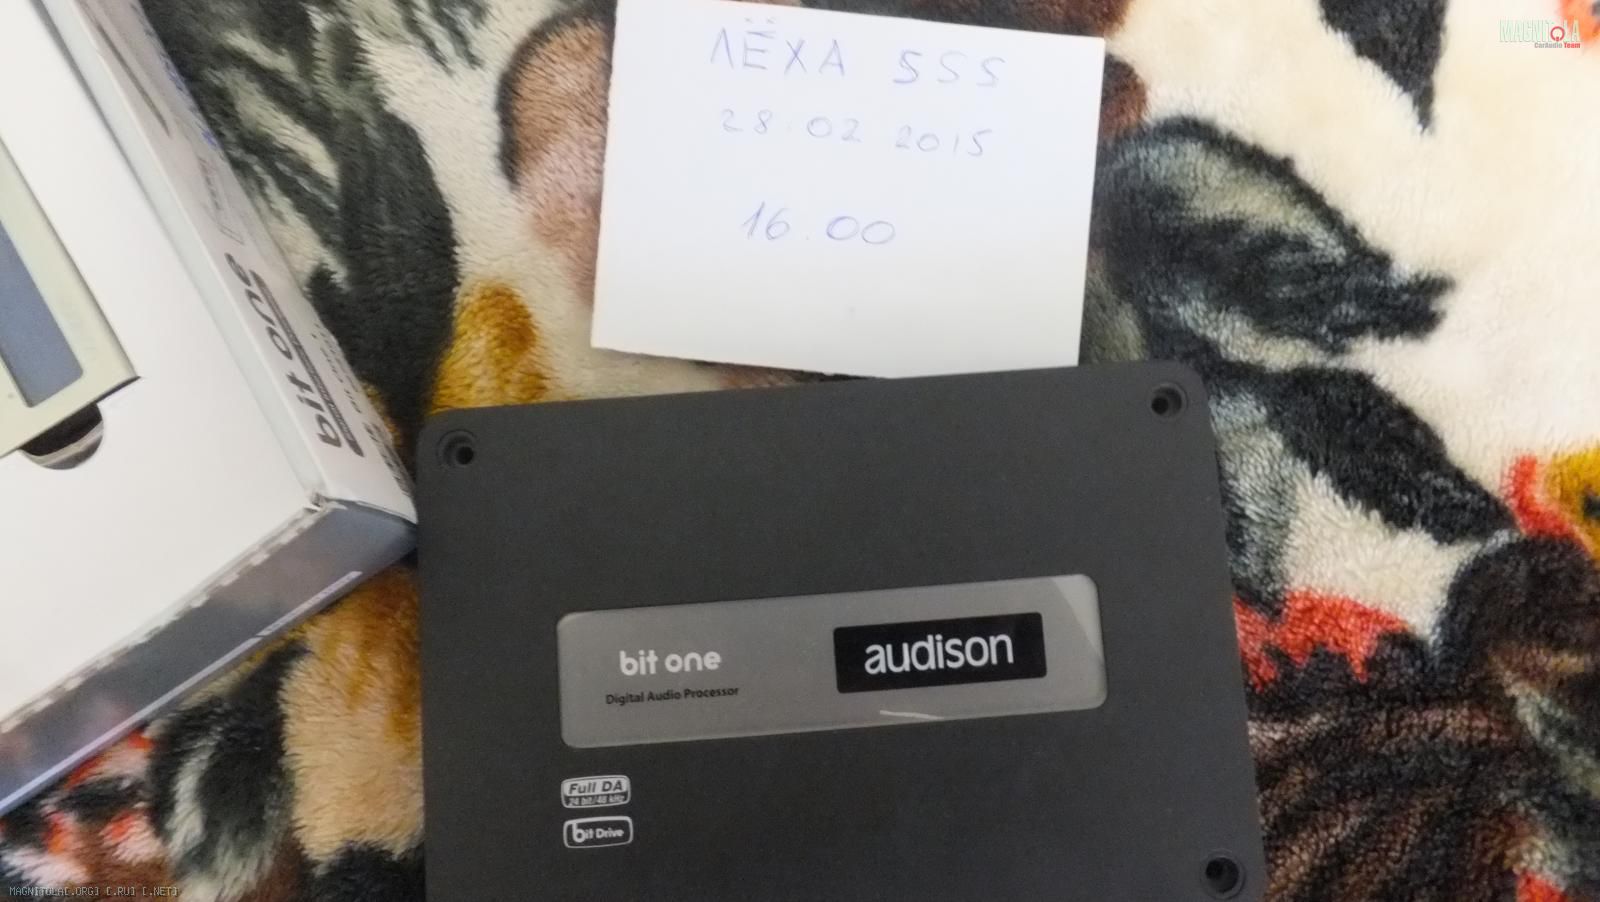 MAGNITOLA
CarAudio Team
ЛЁХА 555
28.02 2015
16.00
bit one
bit one
Digital Audio Processor
audison
Full DA
24 bit/48 kHz
bit Drive
MAGNITOLA[.ORG] [.RU] [.NET]